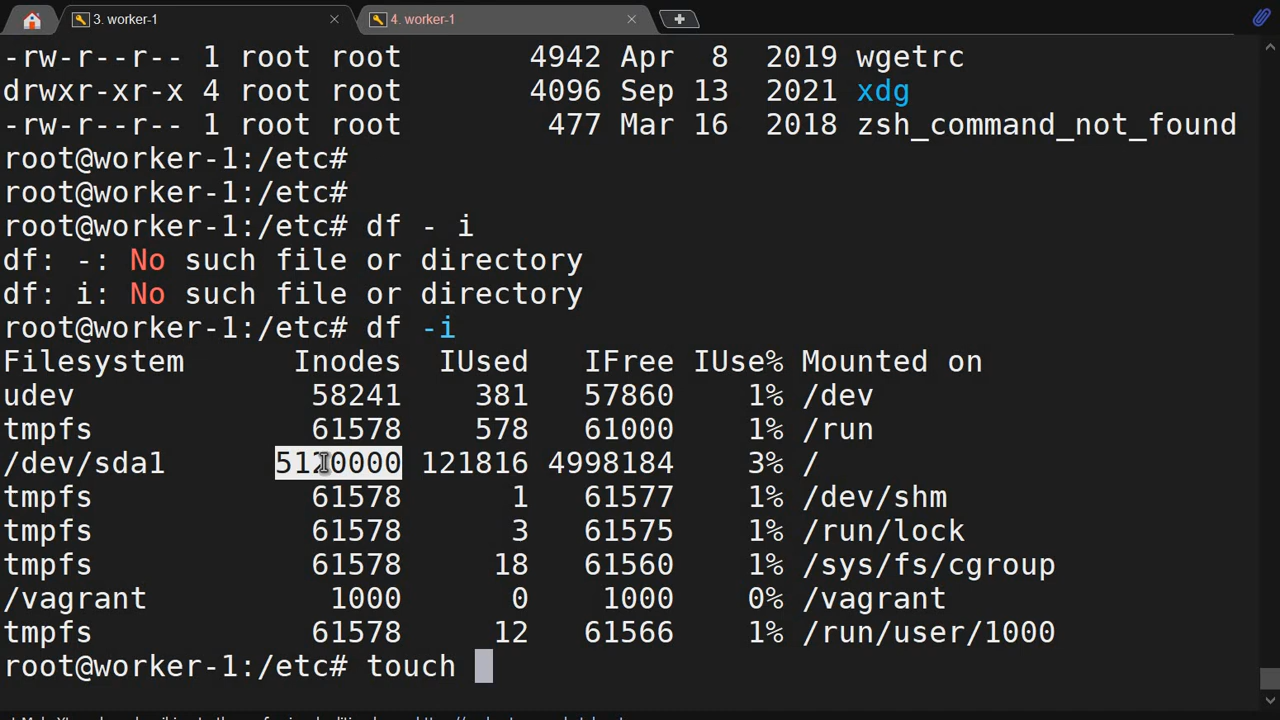 3. worker-1
4. worker-1
-rw-r--r-- 1 root root 4942 Apr 8 2019 wgetrc
drwxr-xr-x 4 root root 4096 Sep 13 2021 xdg
-rw-r--r-- 1 root root 477 Mar 16 2018 zsh_command_not_found
root@worker-1:/etc#
root@worker-1:/etc#
root@worker-1:/etc# df - i
df: -: No such file or directory
df: i: No such file or directory
root@worker-1:/etc# df -i
Filesystem Inodes IUsed IFree IUse% Mounted on
udev 58241 381 57860 1% /dev
tmpfs 61578 578 61000 1% /run
/dev/sda1 5120000 121816 4998184 3% /
tmpfs 61578 1 61577 1% /dev/shm
tmpfs 61578 3 61575 1% /run/lock
tmpfs 61578 18 61560 1% /sys/fs/cgroup
/vagrant 1000 0 1000 0% /vagrant
tmpfs 61578 12 61566 1% /run/user/1000
root@worker-1:/etc# touch